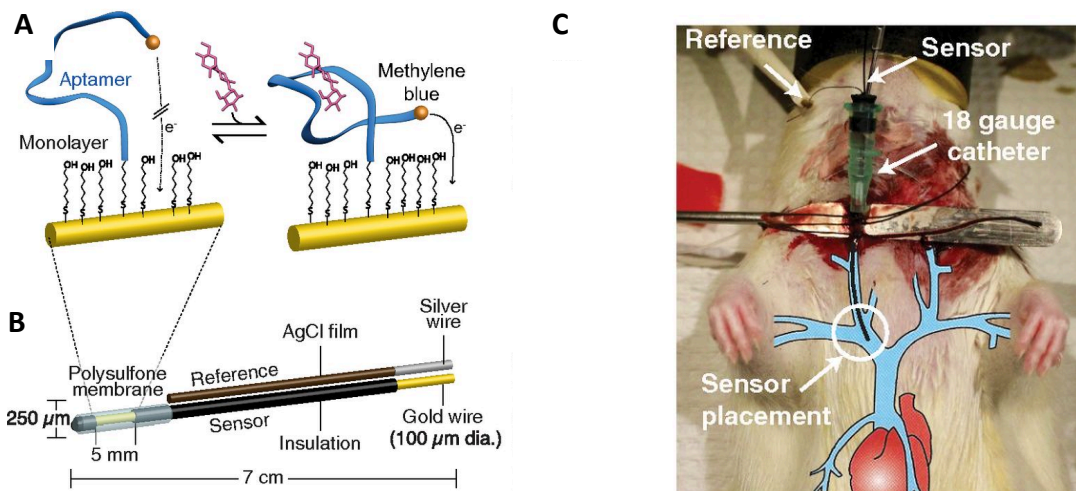 A
Aptamer
Monolayer
e-
OH OH OH OH OH OH
S S S S S S S
Methylene
blue
e-
OH OH OH OH OH OH OH
S S S S S S S S
B
Silver
wire
AgCl film
Polysulfone
membrane
Reference
250 µm
Sensor
Gold wire
(100 µm dia.)
Insulation
5 mm
7 cm
C
Reference
Sensor
18 gauge
catheter
Sensor
placement